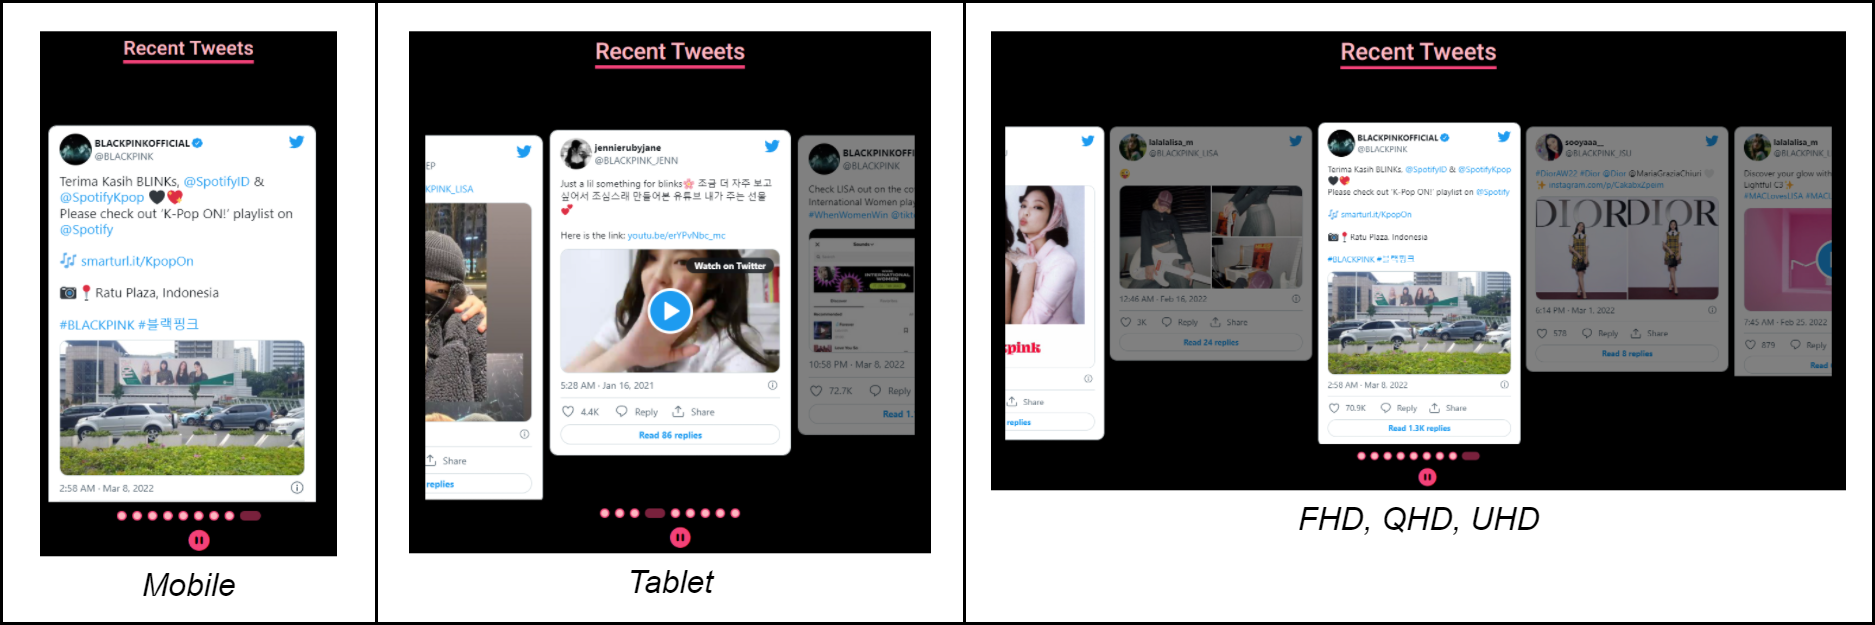 Recent Tweets
BLACKPINKOFFICIAL
@BLACKPINK
Terima Kasih BLINKs, @SpotifyID &
@SpotifyKpop 🖤💖
Please check out ‘K-Pop ON!’ playlist on
@Spotify
🎶 smarturl.it/KpopOn
📷📍Ratu Plaza, Indonesia
#BLACKPINK #블랙핑크
2:58 AM · Mar 8, 2022
Mobile
Recent Tweets
EP
KPINK_LISA
Share
replies
jennierubyjane
@BLACKPINK_JENN
Just a lil something for blinks🌸 조금 더 자주 보고
싶어서 조심스래 만들어본 유튜브 내가 주는 선물
💕
Here is the link: youtu.be/erYPvNbc_mc
Watch on Twitter
5:28 AM · Jan 16, 2021
4.4K Reply Share
Read 86 replies
BLACKPINKOFFI
@BLACKPINK
Check LISA out on the co
International Women play
#WhenWomenWin @tikt
Sounds
INTERNATIONAL
WOMEN
Discover
10:58 PM · Mar 8, 2022
72.7K Reply
Read 1.
Tablet
Recent Tweets
pink
Share
replies
lalalalisa_m
@BLACKPINK_LISA
😉
12:46 AM · Feb 16, 2022
3K Reply Share
Read 24 replies
BLACKPINKOFFICIAL
@BLACKPINK
Terima Kasih BLINKs, @SpotifyID & @SpotifyKpop
🖤💖
Please check out ‘K-Pop ON!’ playlist on @Spotify
🎶 smarturl.it/KpopOn
📷📍Ratu Plaza, Indonesia
#BLACKPINK #블랙핑크
2:58 AM · Mar 8, 2022
70.9K Reply Share
Read 1.3K replies
sooyaaa__
@BLACKPINK_JSU
#DiorAW22 #Dior @Dior @MariaGraziaChiuri 🤍
DIOR DIOR
6:14 PM · Mar 1, 2022
578 Reply Share
Read 8 replies
lalalalisa_m
@BLACKPINK_L
Discover your glow with
Lightful C3✨
#MACLovesLISA #MACL
7:45 AM · Feb 25, 2022
879 Reply
Read
FHD, QHD, UHD